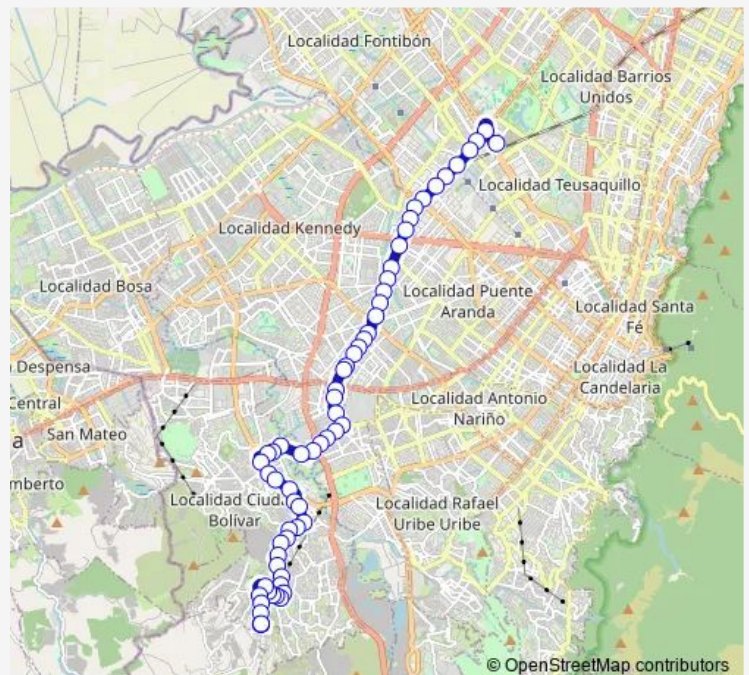 Localidad Fontibón
Localidad Barrios
Unidos
Localidad Teusaquillo
Localidad Kennedy
Localidad Bosa
Localidad Puente
Aranda
Localidad Santa
Fé
Despensa
Localidad La
Candelaria
Central
Localidad Antonio
Nariño
San Mateo
a
mberto
Localidad Ciud
Bolívar
Localidad Rafael
Uribe Uribe
© OpenStreetMap contributors